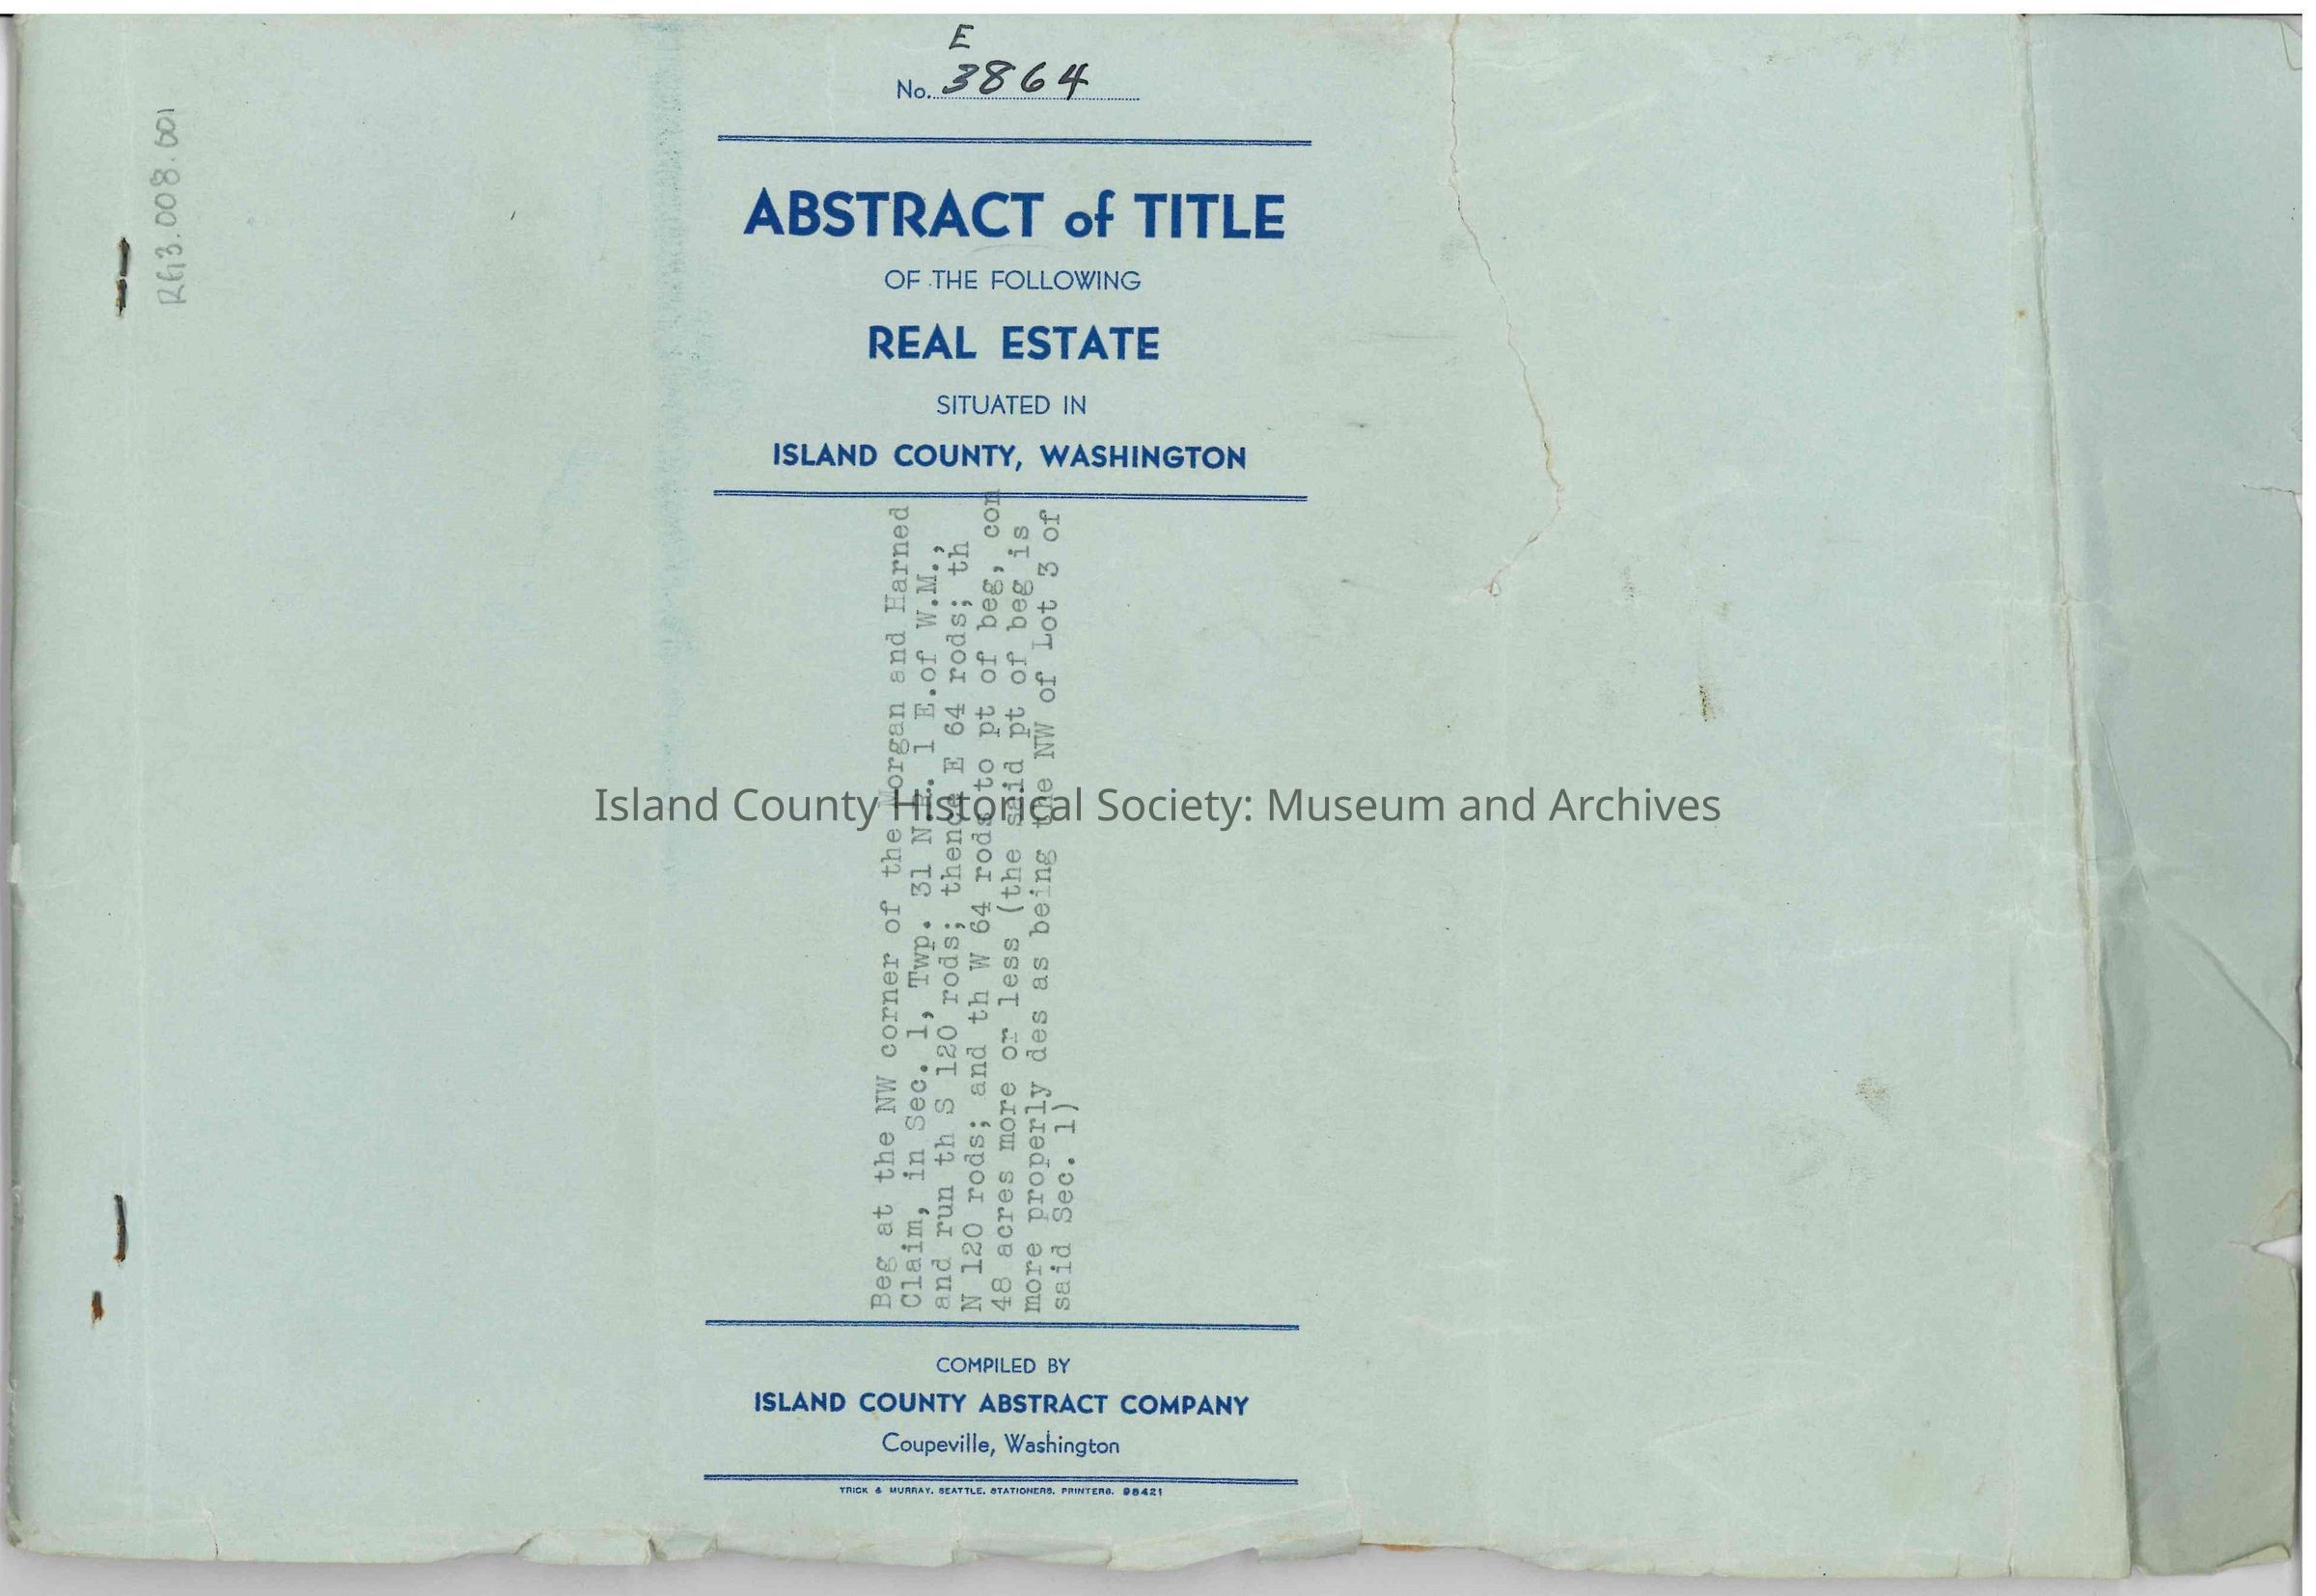 E
No. 3864
RG3.008.001
ABSTRACT of TITLE
OF THE FOLLOWING
REAL ESTATE
SITUATED IN
ISLAND COUNTY, WASHINGTON
Beg at the NW corner of the Morgan and Harned
Claim, in Sec. 1, Twp. 31 N R. 1 E.of W.M.,
and run th S 120 rods; thence E 64 rods; th
N 120 rods; and th W 64 rods to pt of beg, con
48 acres more or less (the said pt of beg is
more properly des as being the NW of Lot 3 of
said Sec. 1)
Island County Historical Society: Museum and Archives
COMPILED BY
ISLAND COUNTY ABSTRACT COMPANY
Coupeville, Washington
TRICK & MURRAY, SEATTLE, STATIONERS, PRINTERS. 98421